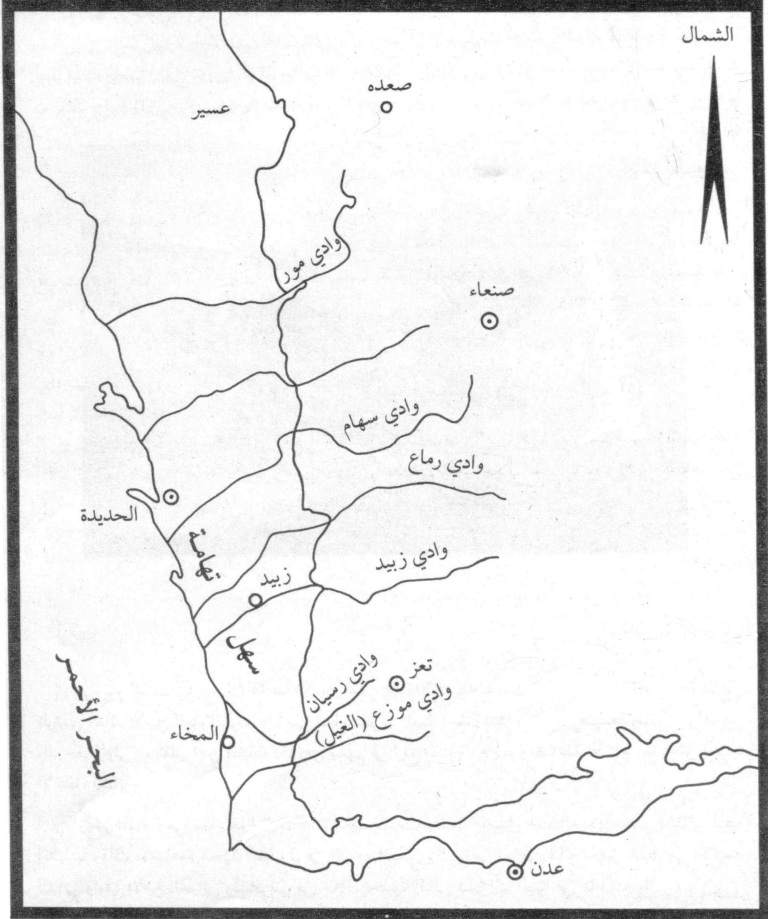 الشمال
صعده
عسير
وادي مور
صنعاء
وادي سهام
وادي رماع
الحديدة
تهامة
وادي زبيد
زبيد
سهل
وادي رسيان
تعز
وادي موزع (الغيل)
المخاء
البحر الأحمر
عدن